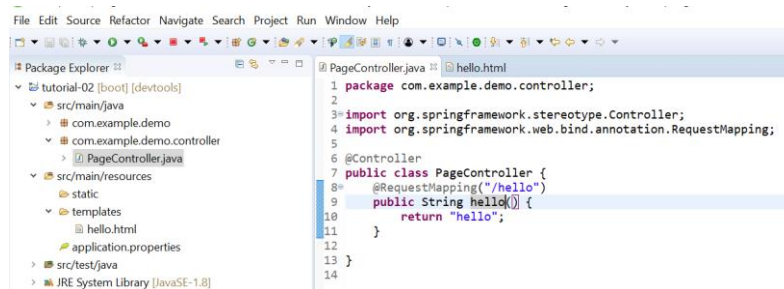 File Edit Source Refactor Navigate Search Project Run Window Help
Package Explorer
tutorial-02 [boot] [devtools]
src/main/java
com.example.demo
com.example.demo.controller
PageController.java
src/main/resources
static
templates
hello.html
application.properties
src/test/java
JRE System Library [JavaSE-1.8]
PageController.java hello.html
1 package com.example.demo.controller;
2
3 import org.springframework.stereotype.Controller;
4 import org.springframework.web.bind.annotation.RequestMapping;
5
6 @Controller
7 public class PageController {
8 @RequestMapping("/hello")
9 public String hello() {
10 return "hello";
11 }
12
13 }
14